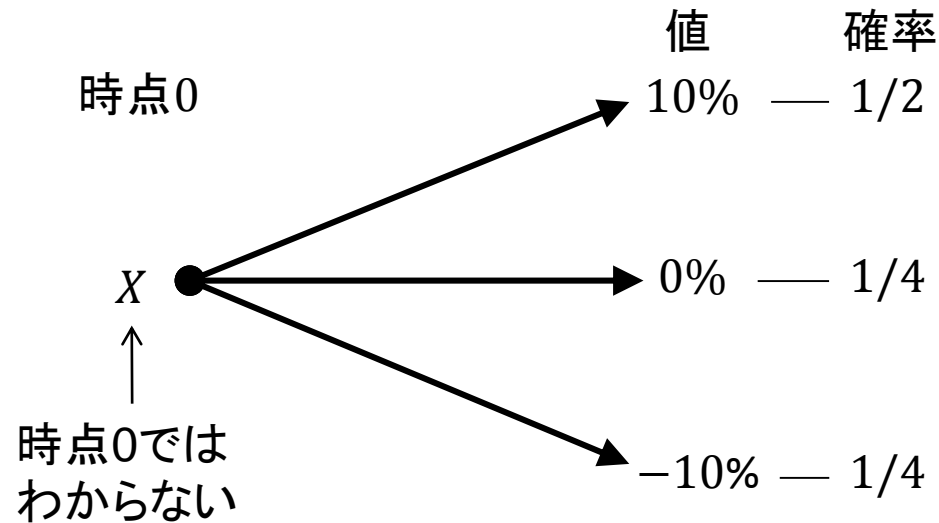 値 確率
時点0 10% — 1/2
X 0% — 1/4
時点0では
わからない
−10% — 1/4